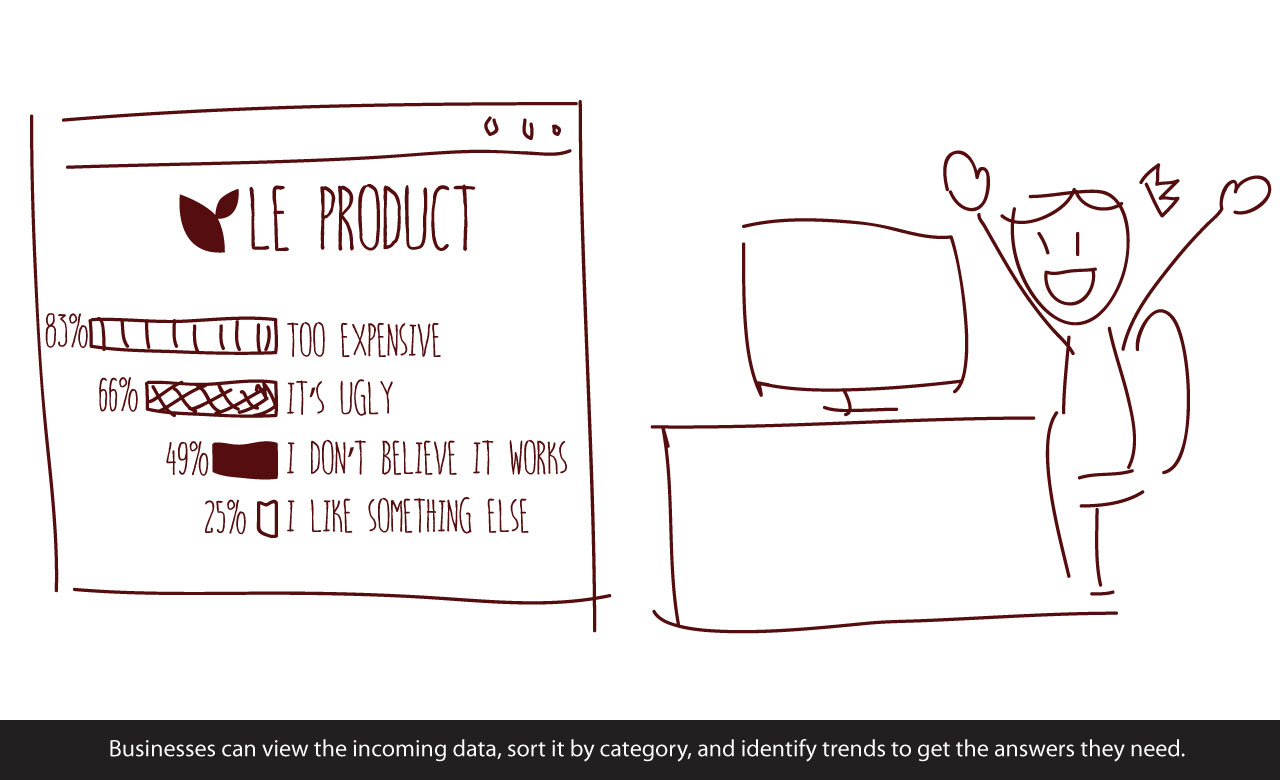 LE PRODUCT
83% TOO EXPENSIVE
66% IT'S UGLY
49% I DON'T BELIEVE IT WORKS
25% I LIKE SOMETHING ELSE
Businesses can view the incoming data, sort it by category, and identify trends to get the answers they need.